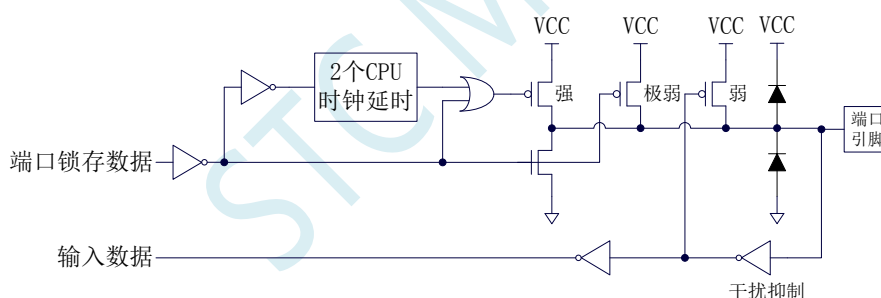 VCC VCC VCC VCC
2个CPU
时钟延时
强
极弱
弱
端口
引脚
端口锁存数据
输入数据
干扰抑制
STC M